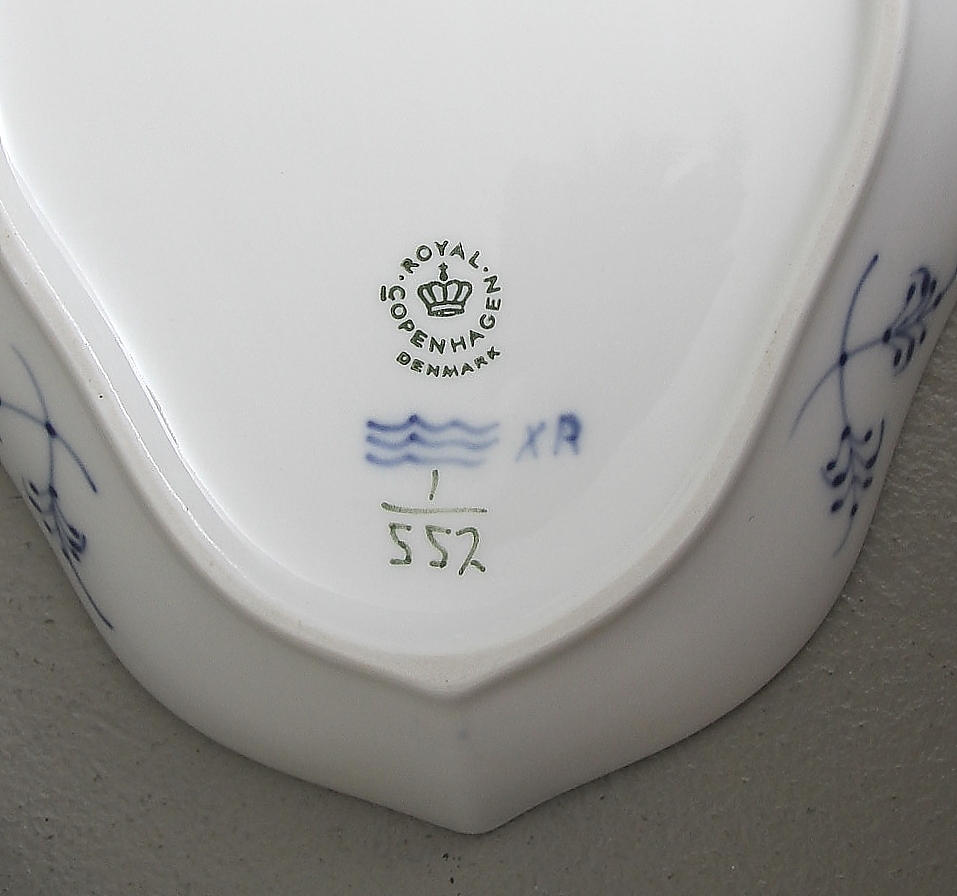 ROYAL.
COPENHAGEN
DENMARK
XR
1
552